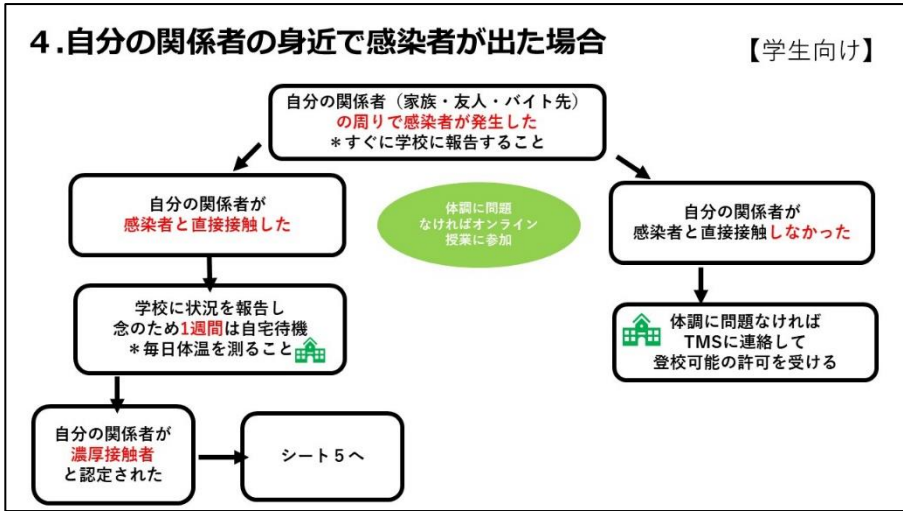 ４.自分の関係者の身近で感染者が出た場合
【学生向け】
自分の関係者（家族・友人・バイト先）
の周りで感染者が発生した
＊すぐに学校に報告すること
自分の関係者が
感染者と直接接触した
体調に問題
なければオンライン
授業に参加
自分の関係者が
感染者と直接接触しなかった
学校に状況を報告し
念のため1週間は自宅待機
＊毎日体温を測ること
体調に問題なければ
TMSに連絡して
登校可能の許可を受ける
自分の関係者が
濃厚接触者
と認定された
シート５へ